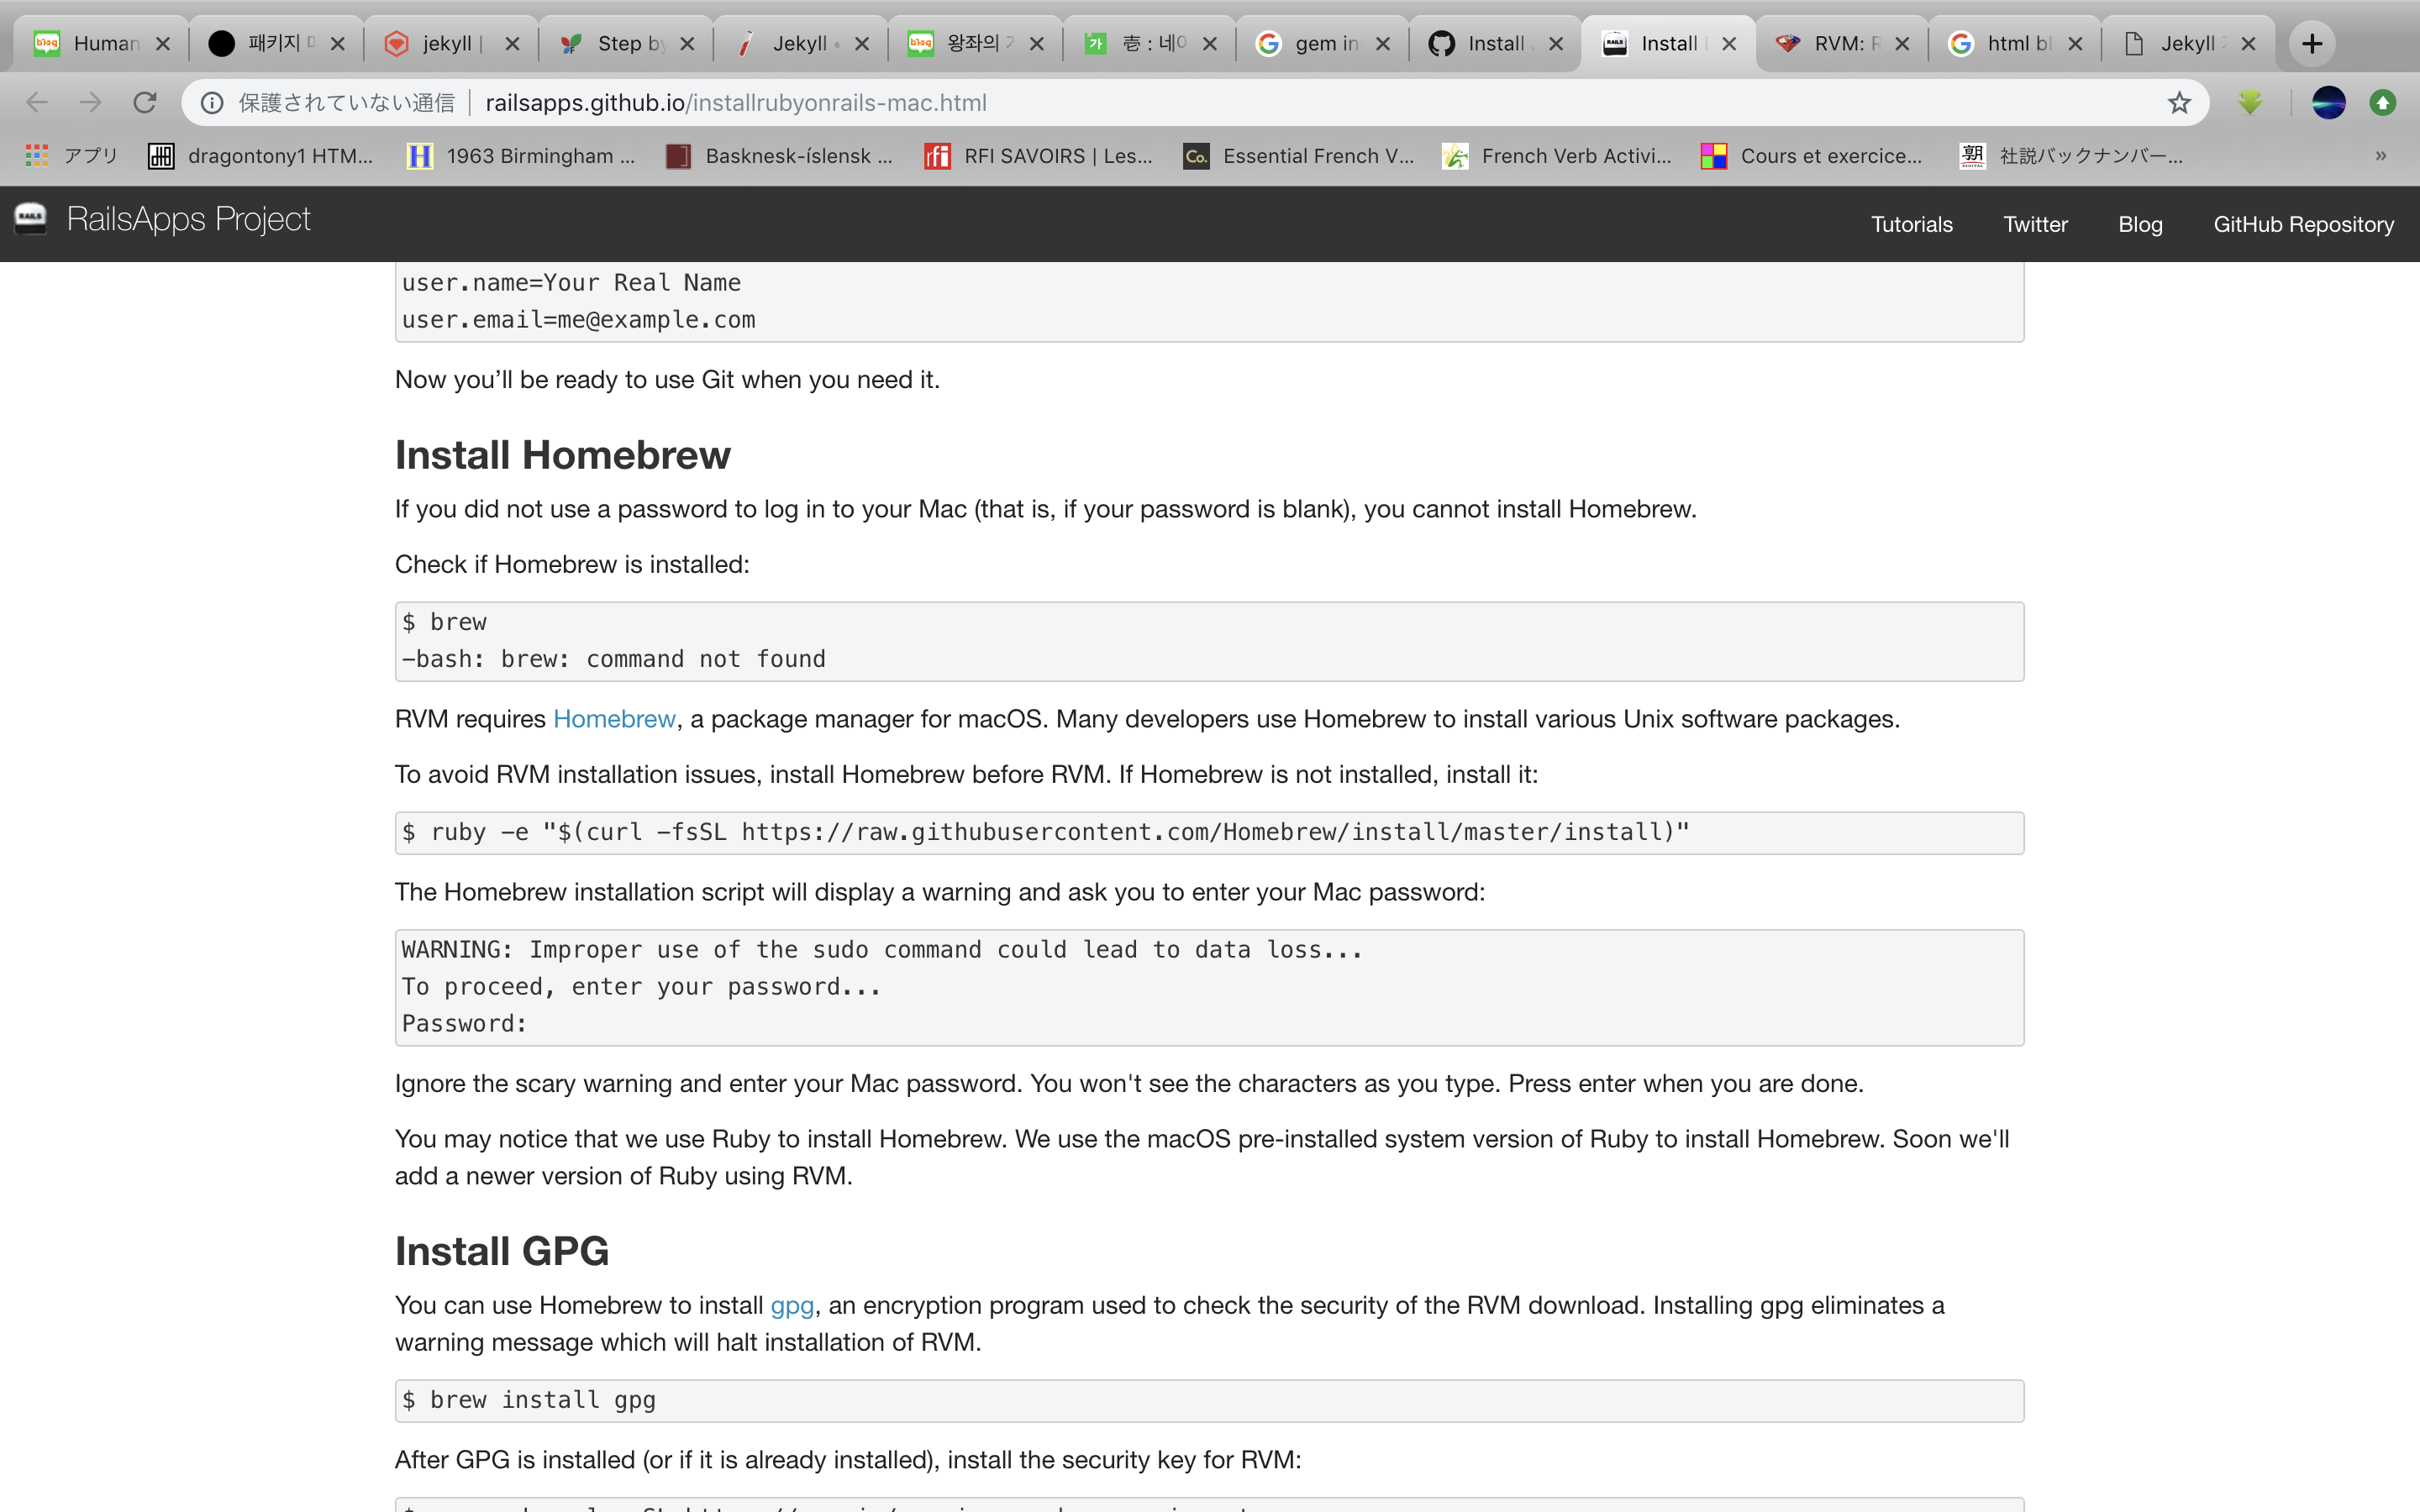 Human
패키지
jekyll |
Step by
Jekyll •
왕좌의
壱 : 네이
gem in
Install
Install
RVM: R
html bl
Jekyll
保護されていない通信 railsapps.github.io/installrubyonrails-mac.html
アプリ
dragontony1 HTM...
1963 Birmingham ...
Basknesk-íslensk ...
RFI SAVOIRS | Les...
Essential French V...
French Verb Activi...
Cours et exercice...
社説バックナンバー...
»
RailsApps Project
Tutorials
Twitter
Blog
GitHub Repository
user.name=Your Real Name
user.email=me@example.com
Now you’ll be ready to use Git when you need it.
Install Homebrew
If you did not use a password to log in to your Mac (that is, if your password is blank), you cannot install Homebrew.
Check if Homebrew is installed:
$ brew
-bash: brew: command not found
RVM requires Homebrew, a package manager for macOS. Many developers use Homebrew to install various Unix software packages.
To avoid RVM installation issues, install Homebrew before RVM. If Homebrew is not installed, install it:
$ ruby -e "$(curl -fsSL https://raw.githubusercontent.com/Homebrew/install/master/install)"
The Homebrew installation script will display a warning and ask you to enter your Mac password:
WARNING: Improper use of the sudo command could lead to data loss...
To proceed, enter your password...
Password:
Ignore the scary warning and enter your Mac password. You won't see the characters as you type. Press enter when you are done.
You may notice that we use Ruby to install Homebrew. We use the macOS pre-installed system version of Ruby to install Homebrew. Soon we'll
add a newer version of Ruby using RVM.
Install GPG
You can use Homebrew to install gpg, an encryption program used to check the security of the RVM download. Installing gpg eliminates a
warning message which will halt installation of RVM.
$ brew install gpg
After GPG is installed (or if it is already installed), install the security key for RVM: